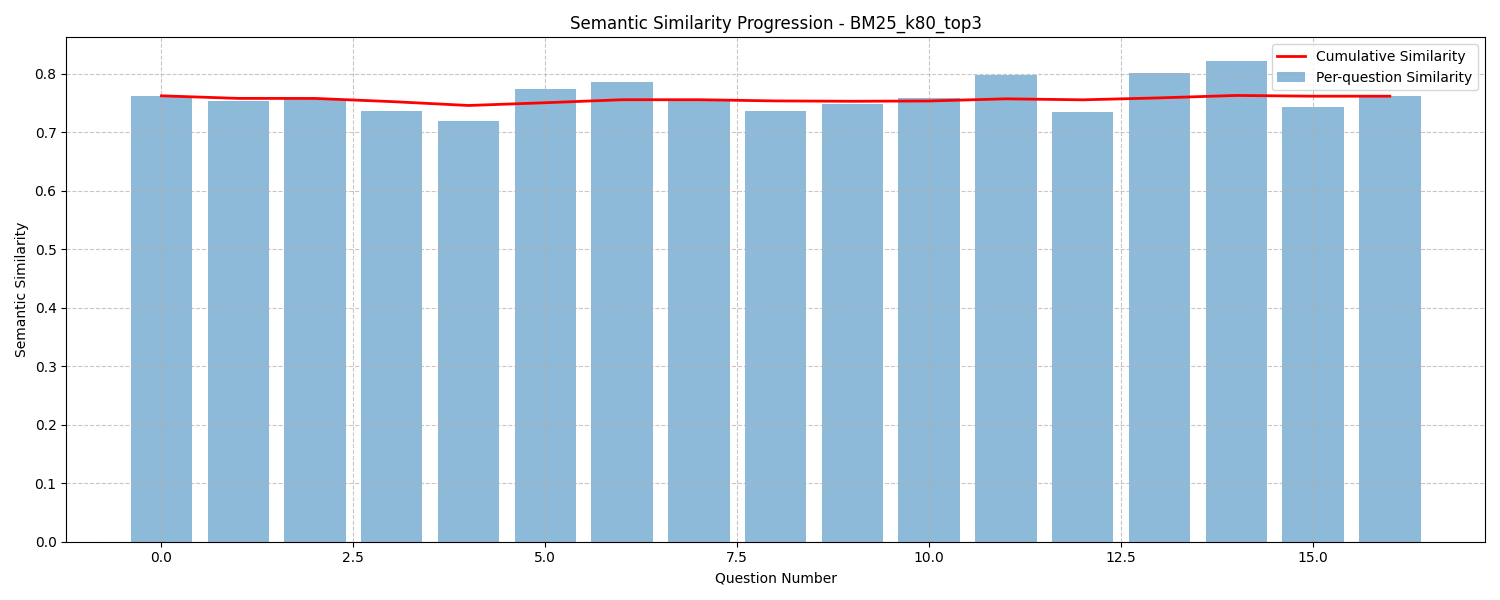 Semantic Similarity Progression - BM25_k80_top3
Cumulative Similarity
Per-question Similarity
Semantic Similarity
0.8
0.7
0.6
0.5
0.4
0.3
0.2
0.1
0.0
0.0 2.5 5.0 7.5 10.0 12.5 15.0
Question Number